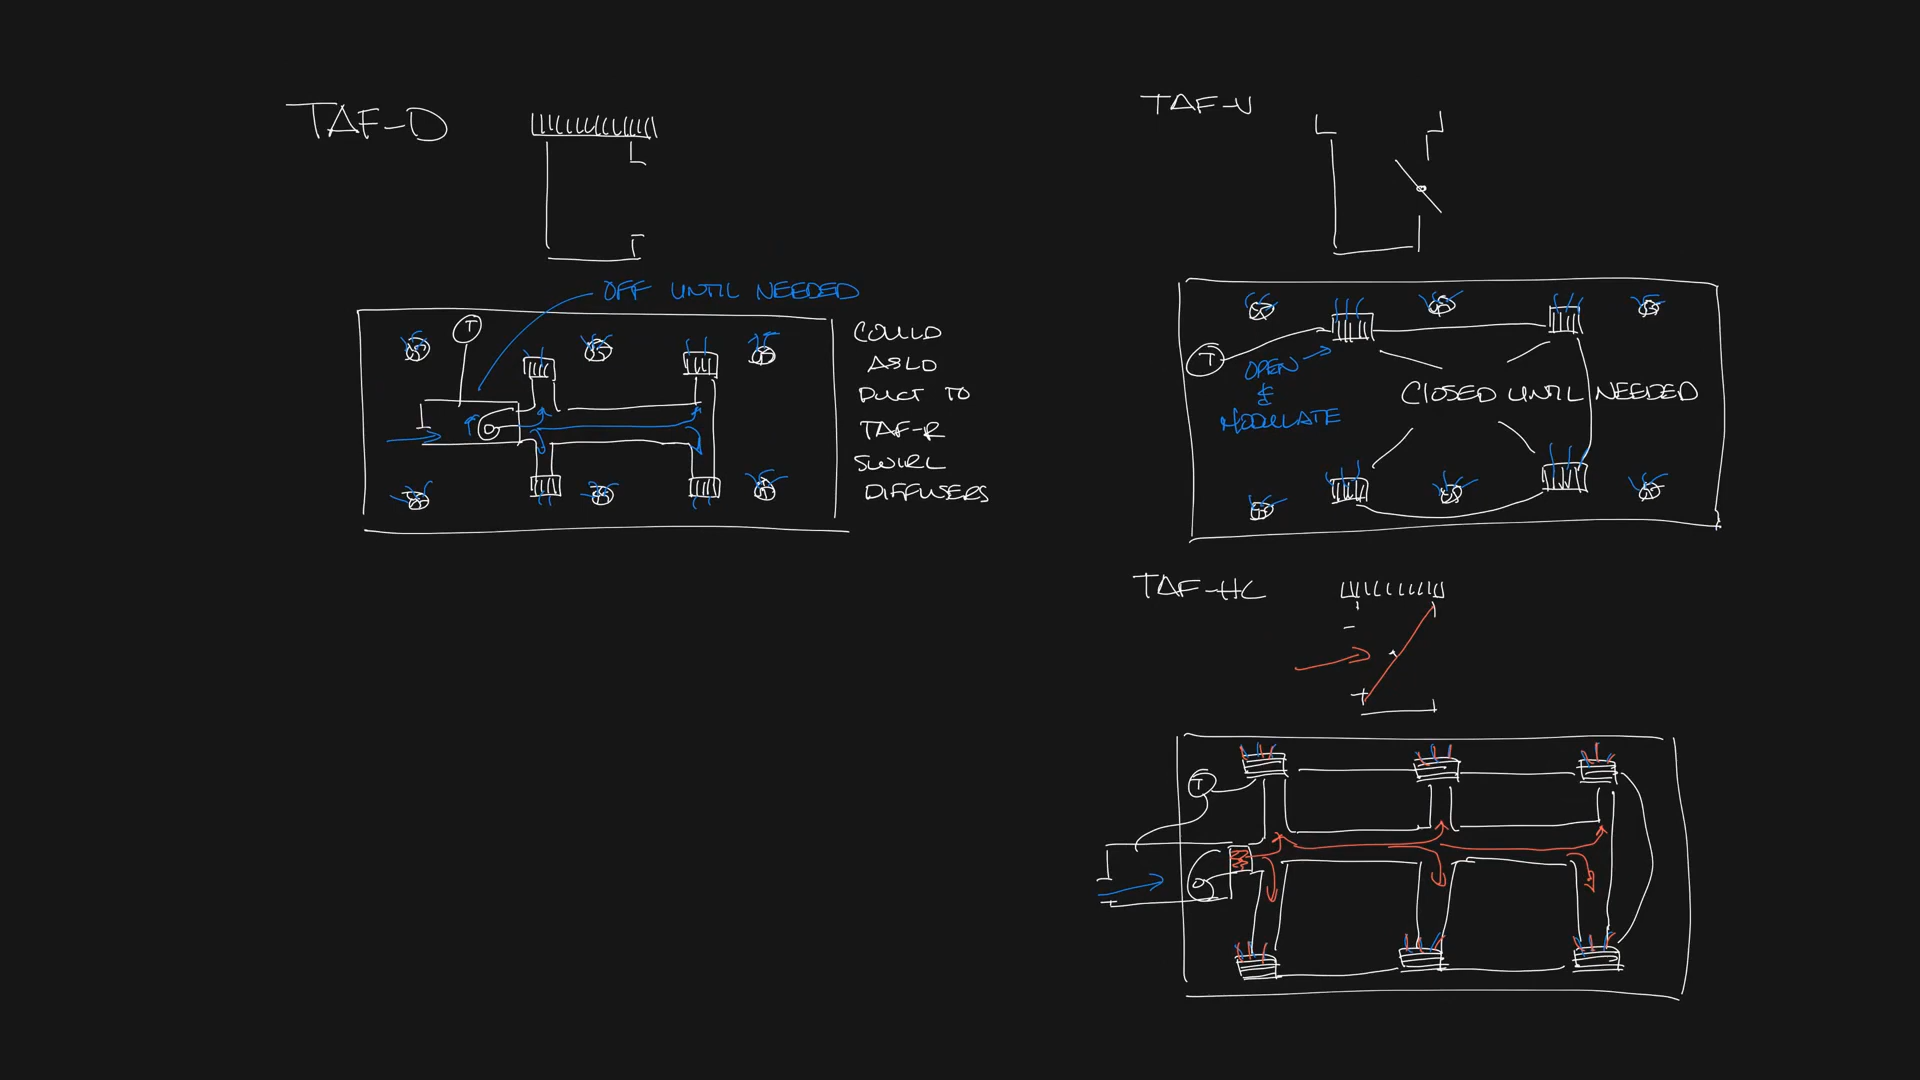 TAF-D
OFF UNTIL NEEDED
T
COULD
ALSO
DUCT TO
TAF-R
SWIRL
DIFFUSERS
TAF-V
T
OPEN
&
MODULATE
CLOSED UNTIL NEEDED
TAF-HC
T